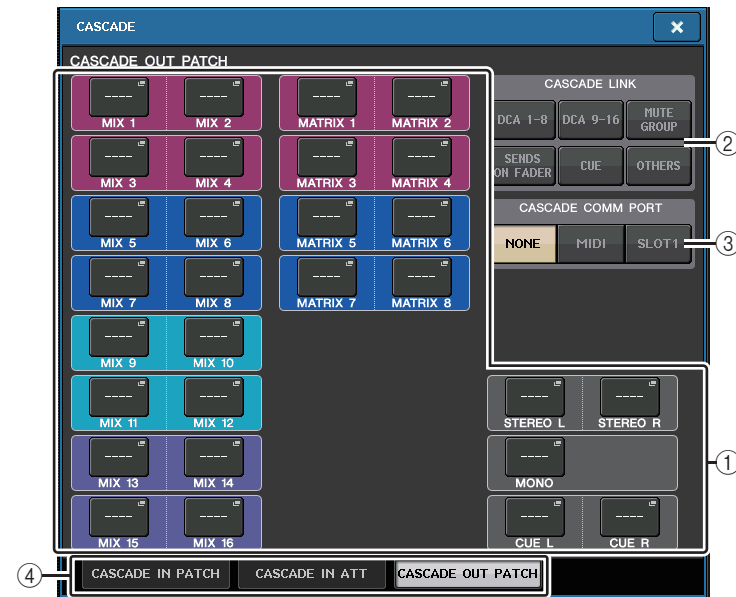 CASCADE
CASCADE OUT PATCH
---- ---- ---- ----
MIX 1 MIX 2 MATRIX 1 MATRIX 2
---- ---- ---- ----
MIX 3 MIX 4 MATRIX 3 MATRIX 4
---- ---- ---- ----
MIX 5 MIX 6 MATRIX 5 MATRIX 6
---- ---- ---- ----
MIX 7 MIX 8 MATRIX 7 MATRIX 8
---- ----
MIX 9 MIX 10
---- ----
MIX 11 MIX 12
---- ----
MIX 13 MIX 14
---- ----
MIX 15 MIX 16
CASCADE LINK
DCA 1-8 DCA 9-16 MUTE GROUP
SENDS ON FADER CUE OTHERS
②
CASCADE COMM PORT
NONE MIDI SLOT1
③
---- ----
STEREO L STEREO R
----
MONO
①
---- ----
CUE L CUE R
④
CASCADE IN PATCH CASCADE IN ATT CASCADE OUT PATCH